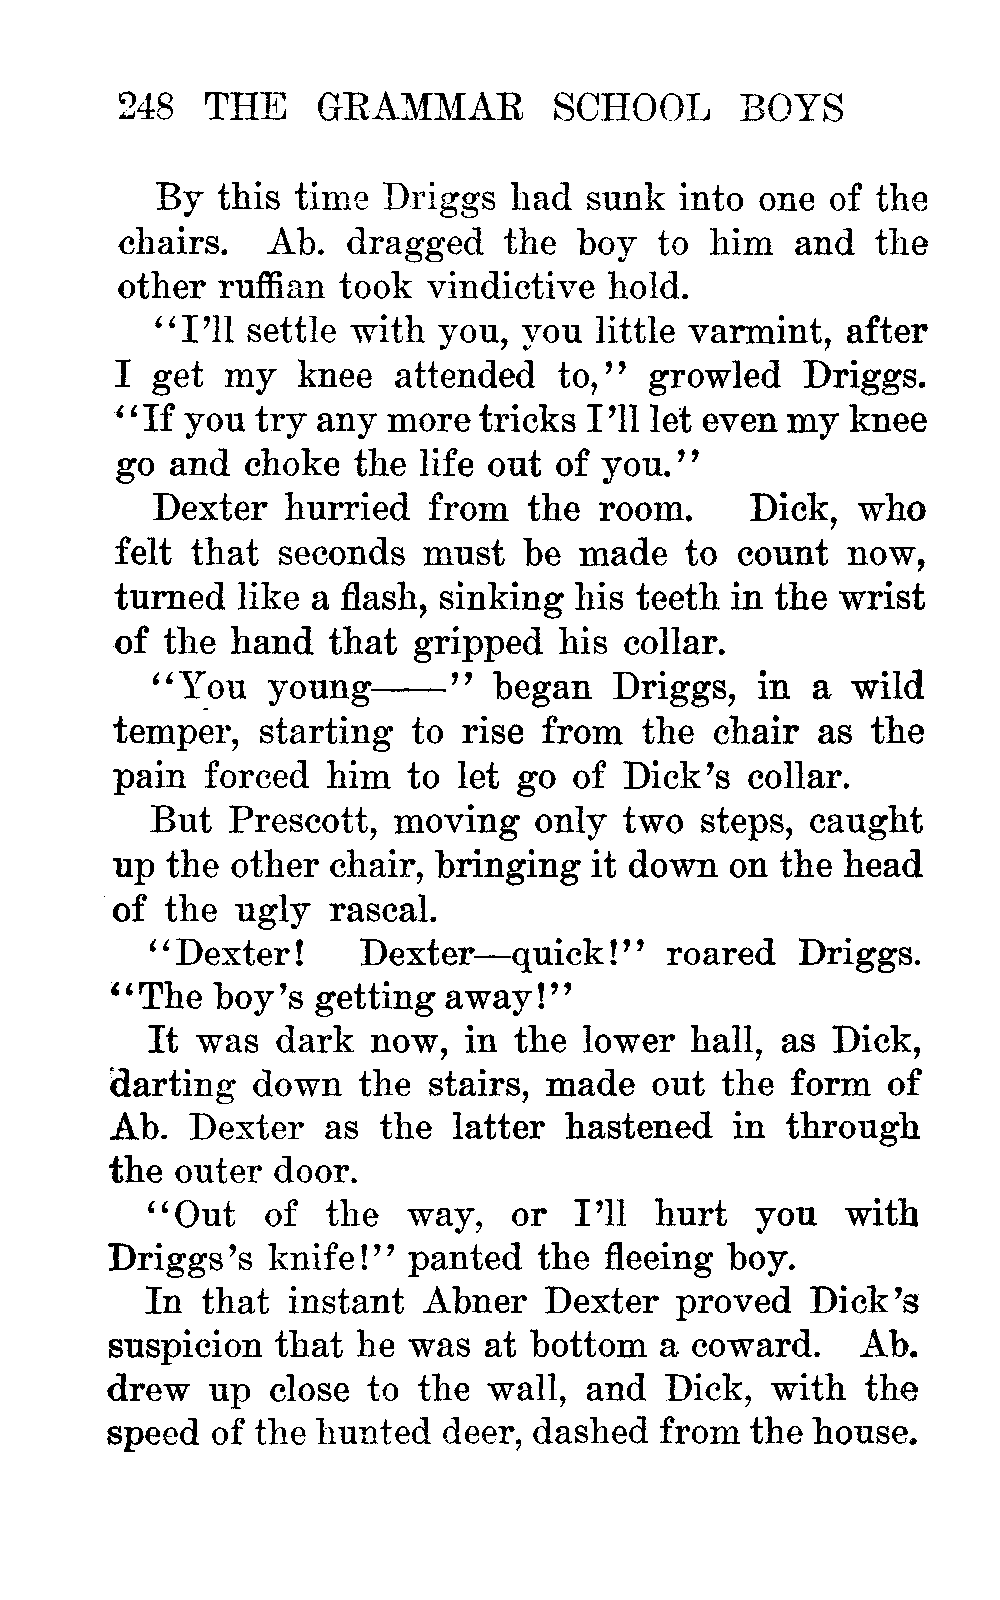 248 THE GRAMMAR SCHOOL BOYS
By this time Driggs had sunk into one of the
chairs. Ab. dragged the boy to him and the
other ruffian took vindictive hold.
“I’ll settle with you, you little varmint, after
I get my knee attended to,” growled Driggs.
“If you try any more tricks I’ll let even my knee
go and choke the life out of you.”
Dexter hurried from the room. Dick, who
felt that seconds must be made to count now,
turned like a flash, sinking his teeth in the wrist
of the hand that gripped his collar.
“You young——” began Driggs, in a wild
temper, starting to rise from the chair as the
pain forced him to let go of Dick’s collar.
But Prescott, moving only two steps, caught
up the other chair, bringing it down on the head
of the ugly rascal.
“Dexter! Dexter—quick!” roared Driggs.
“The boy’s getting away!”
It was dark now, in the lower hall, as Dick,
darting down the stairs, made out the form of
Ab. Dexter as the latter hastened in through
the outer door.
“Out of the way, or I’ll hurt you with
Driggs’s knife!” panted the fleeing boy.
In that instant Abner Dexter proved Dick’s
suspicion that he was at bottom a coward. Ab.
drew up close to the wall, and Dick, with the
speed of the hunted deer, dashed from the house.